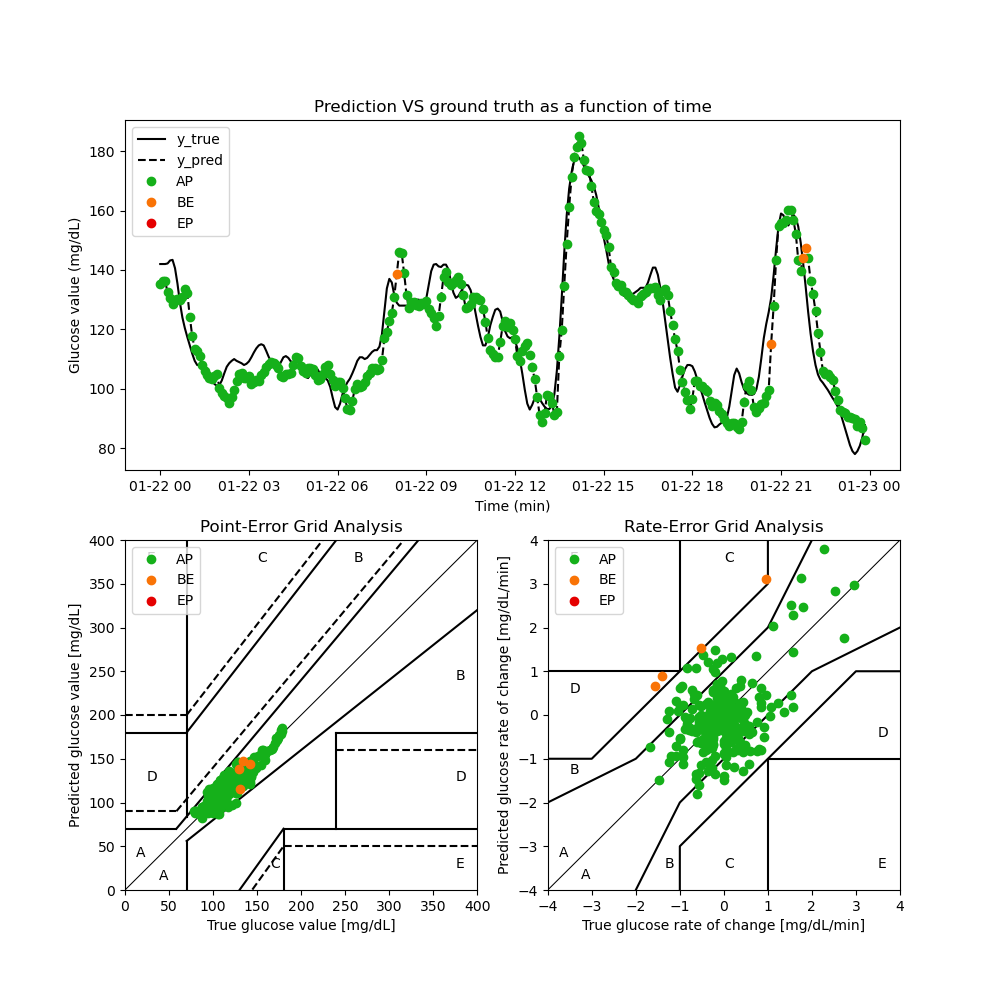 Prediction VS ground truth as a function of time
Glucose value (mg/dL)
180
160
140
120
100
80
y_true
y_pred
AP
BE
EP
01-22 00 01-22 03 01-22 06 01-22 09 01-22 12 01-22 15 01-22 18 01-22 21 01-23 00
Time (min)
Point-Error Grid Analysis
Predicted glucose value [mg/dL]
400
350
300
250
200
150
100
50
0
AP
BE
EP
C
B
B
D
D
A
A
C
E
0 50 100 150 200 250 300 350 400
True glucose value [mg/dL]
Rate-Error Grid Analysis
Predicted glucose rate of change [mg/dL/min]
4
3
2
1
0
−1
−2
−3
−4
AP
BE
EP
C
D
D
B
A
A
B
C
E
−4 −3 −2 −1 0 1 2 3 4
True glucose rate of change [mg/dL/min]